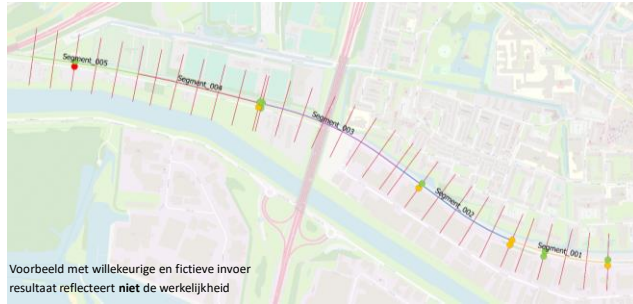 Segment_005
Segment_004
Segment_003
Segment_002
Segment_001
Voorbeeld met willekeurige en fictieve invoer
resultaat reflecteert niet de werkelijkheid